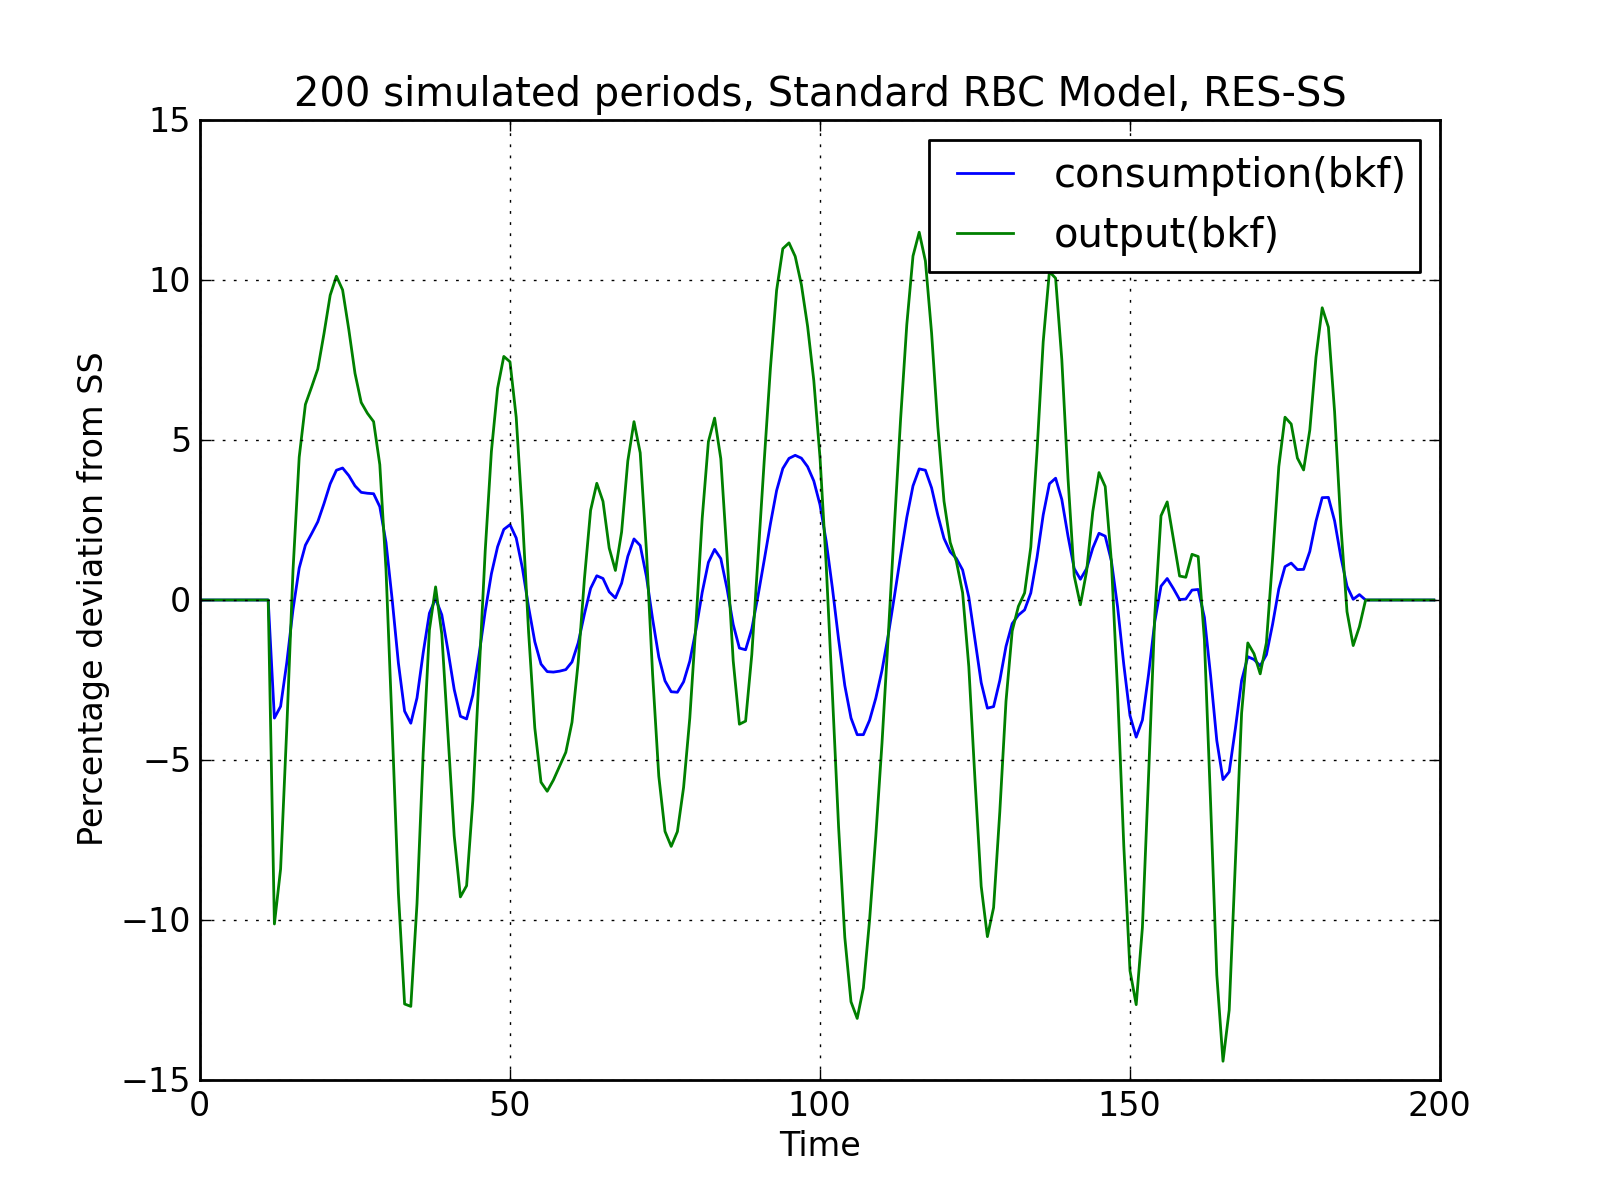 200 simulated periods, Standard RBC Model, RES-SS
15
10
5
0
−5
−10
−15
Percentage deviation from SS
consumption(bkf)
output(bkf)
0 50 100 150 200
Time